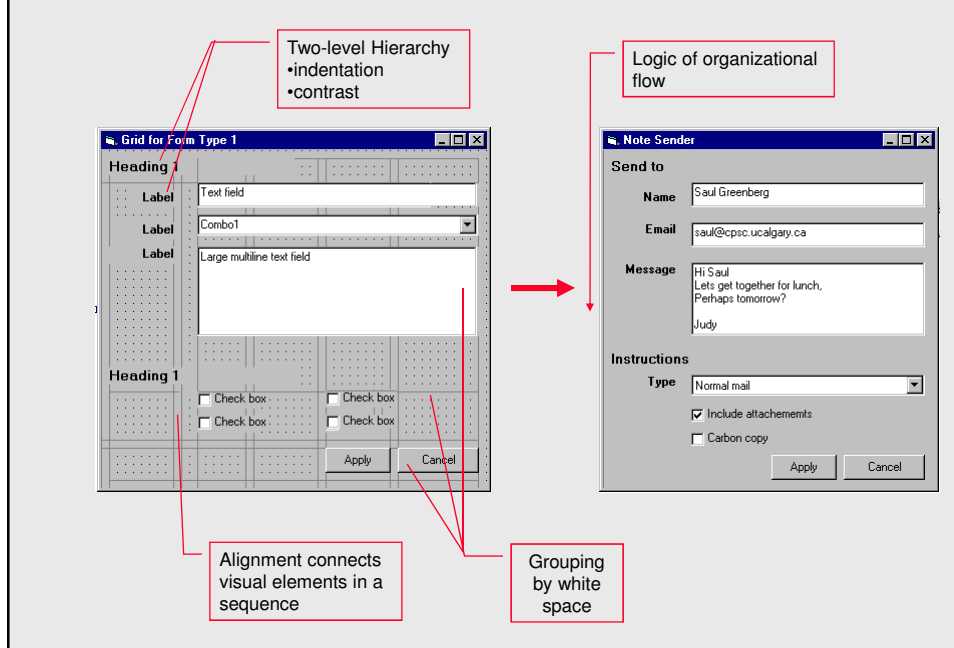 Two-level Hierarchy
•indentation
•contrast
Logic of organizational
flow
Grid for Form Type 1
Heading 1
Label
Text field
Label
Combo1
Label
Large multiline text field
Heading 1
Check box
Check box
Check box
Check box
Apply
Cancel
Note Sender
Send to
Name
Saul Greenberg
Email
saul@cpsc.ucalgary.ca
Message
Hi Saul
Lets get together for lunch,
Perhaps tomorrow?
Judy
Instructions
Type
Normal mail
Include attachememts
Carbon copy
Apply
Cancel
Alignment connects
visual elements in a
sequence
Grouping
by white
space